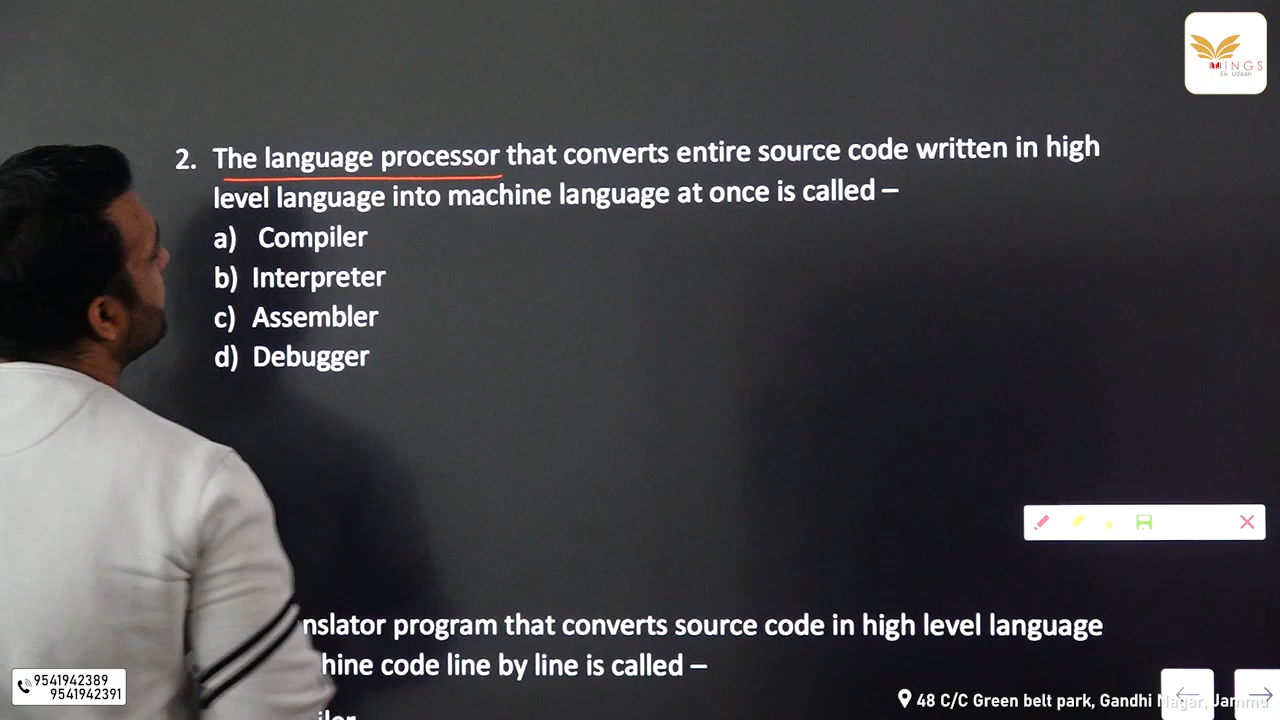 INGS
Ek Udaan
2. The language processor that converts entire source code written in high
level language into machine language at once is called –
a) Compiler
b) Interpreter
c) Assembler
d) Debugger
nslator program that converts source code in high level language
hine code line by line is called –
9541942389
9541942391
48 C/C Green belt park, Gandhi Nagar, Jammu